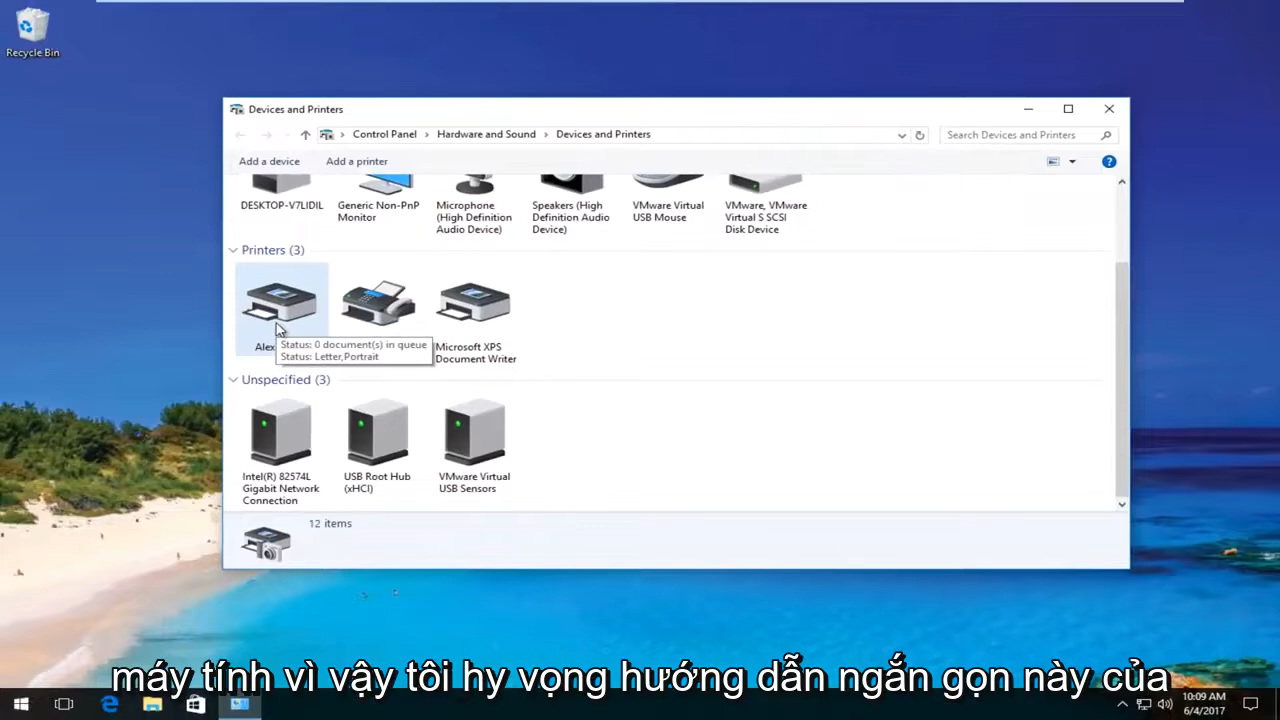 Recycle Bin
Devices and Printers
Control Panel > Hardware and Sound > Devices and Printers
Search Devices and Printers
Add a device
Add a printer
DESKTOP-V7LIDIL
Generic Non-PnP
Monitor
Microphone
(High Definition
Audio Device)
Speakers (High
Definition Audio
Device)
VMware Virtual
USB Mouse
VMware, VMware
Virtual S SCSI
Disk Device
Printers (3)
Alex
Status: 0 document(s) in queue
Status: Letter,Portrait
Microsoft XPS
Document Writer
Unspecified (3)
Intel(R) 82574L
Gigabit Network
Connection
USB Root Hub
(xHCI)
VMware Virtual
USB Sensors
12 items
máy tính vì vậy tôi hy vọng hướng dẫn ngắn gọn này của
10:09 AM
6/4/2017